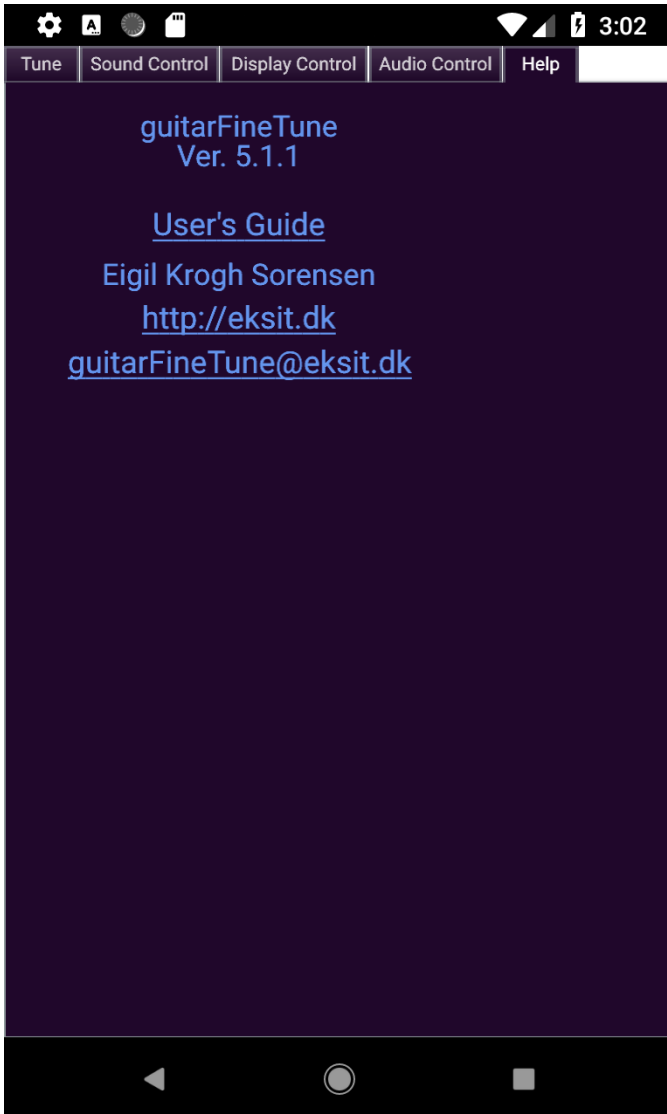 3:02
Tune Sound Control Display Control Audio Control Help
guitarFineTune
Ver. 5.1.1
User's Guide
Eigil Krogh Sorensen
http://eksit.dk
guitarFineTune@eksit.dk